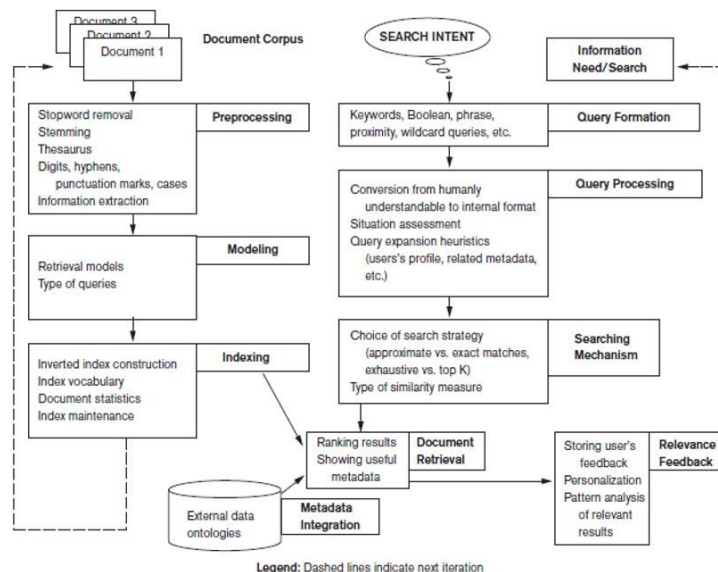 Document 3
Document 2
Document 1
Document Corpus
SEARCH INTENT
Information
Need/Search
Stopword removal
Stemming
Thesaurus
Digits, hyphens,
punctuation marks, cases
Information extraction
Preprocessing
Keywords, Boolean, phrase,
proximity, wildcard queries, etc.
Query Formation
Conversion from humanly
understandable to internal format
Situation assessment
Query expansion heuristics
(users's profile, related metadata,
etc.)
Query Processing
Retrieval models
Type of queries
Modeling
Inverted index construction
Index vocabulary
Document statistics
Index maintenance
Indexing
Choice of search strategy
(approximate vs. exact matches,
exhaustive vs. top K)
Type of similarity measure
Searching
Mechanism
Ranking results
Showing useful
metadata
Document
Retrieval
Storing user's
feedback
Personalization
Pattern analysis
of relevant
results
Relevance
Feedback
External data
ontologies
Metadata
Integration
Legend: Dashed lines indicate next iteration